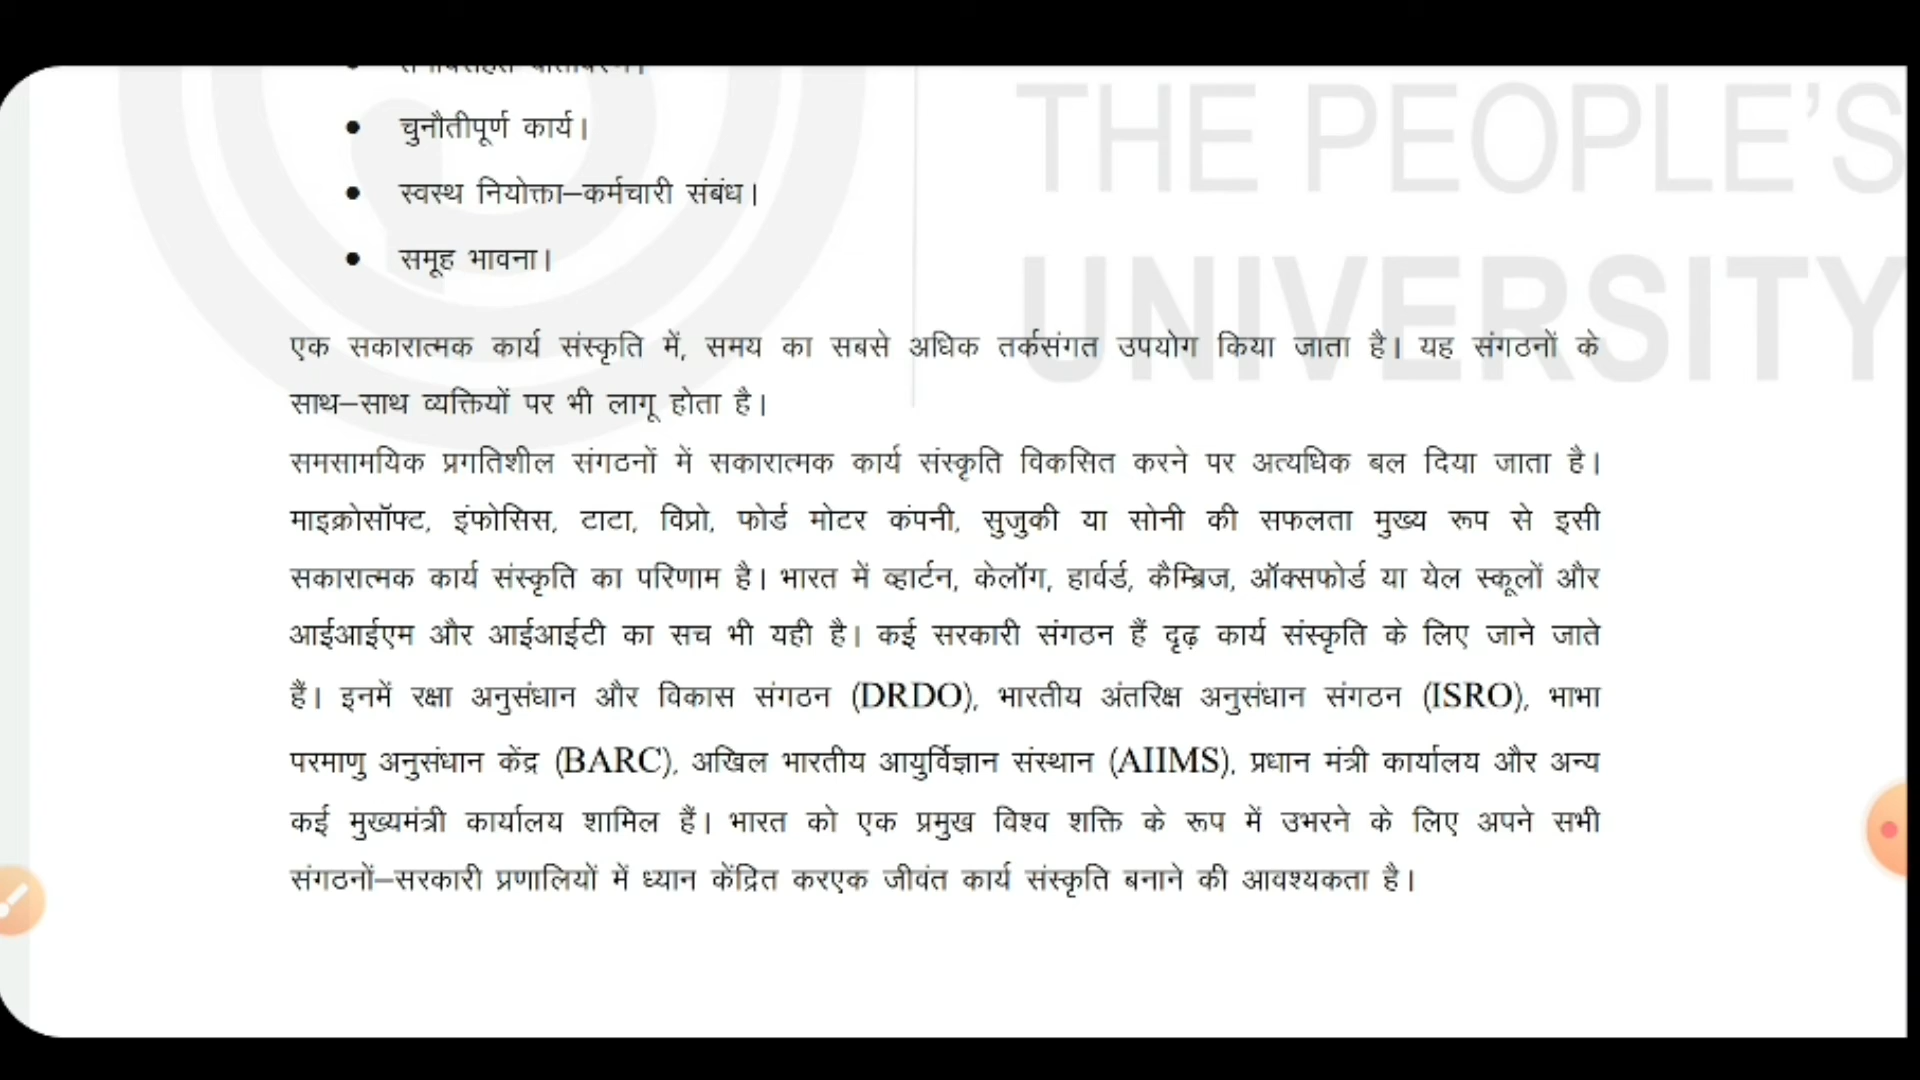 THE PEOPLE'S
UNIVERSITY
• चुनौतीपूर्ण कार्य।
• स्वस्थ नियोक्ता–कर्मचारी संबंध।
• समूह भावना।
एक सकारात्मक कार्य संस्कृति में, समय का सबसे अधिक तर्कसंगत उपयोग किया जाता है। यह संगठनों के
साथ–साथ व्यक्तियों पर भी लागू होता है।
समसामयिक प्रगतिशील संगठनों में सकारात्मक कार्य संस्कृति विकसित करने पर अत्यधिक बल दिया जाता है।
माइक्रोसॉफ्ट, इंफोसिस, टाटा, विप्रो, फोर्ड मोटर कंपनी, सुजुकी या सोनी की सफलता मुख्य रूप से इसी
सकारात्मक कार्य संस्कृति का परिणाम है। भारत में व्हार्टन, केलॉग, हार्वर्ड, कैम्ब्रिज, ऑक्सफोर्ड या येल स्कूलों और
आईआईएम और आईआईटी का सच भी यही है। कई सरकारी संगठन हैं दृढ़ कार्य संस्कृति के लिए जाने जाते
हैं। इनमें रक्षा अनुसंधान और विकास संगठन (DRDO), भारतीय अंतरिक्ष अनुसंधान संगठन (ISRO), भाभा
परमाणु अनुसंधान केंद्र (BARC), अखिल भारतीय आयुर्विज्ञान संस्थान (AIIMS), प्रधान मंत्री कार्यालय और अन्य
कई मुख्यमंत्री कार्यालय शामिल हैं। भारत को एक प्रमुख विश्व शक्ति के रूप में उभरने के लिए अपने सभी
संगठनों–सरकारी प्रणालियों में ध्यान केंद्रित करएक जीवंत कार्य संस्कृति बनाने की आवश्यकता है।